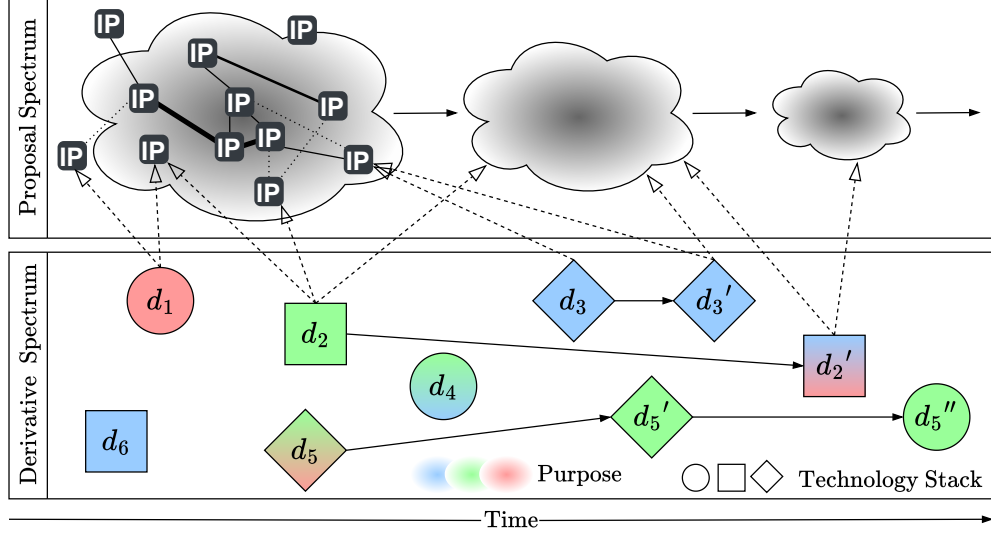 Proposal Spectrum
IP
IP
IP
IP
IP
IP
IP
IP
IP
IP
IP
IP
Derivative Spectrum
d₁
d₂
d₃
d₃′
d₂′
d₄
d₅′
d₅″
d₆
d₅
Purpose
Technology Stack
Time